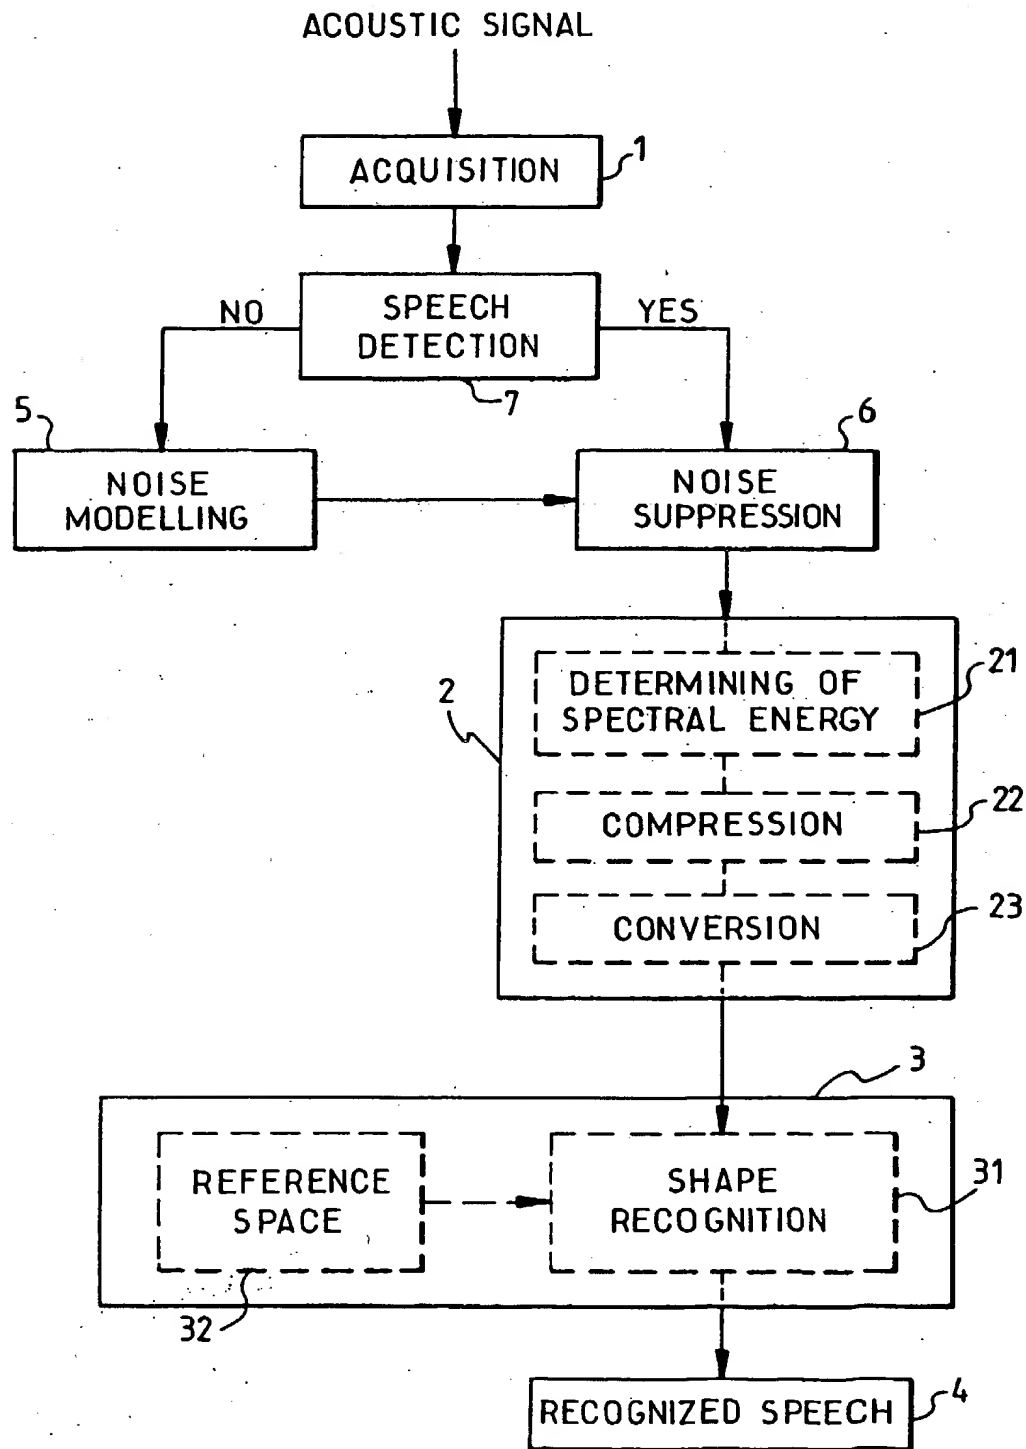 ACOUSTIC SIGNAL
ACQUISITION
1
SPEECH
DETECTION
NO
YES
7
5
6
NOISE
MODELLING
NOISE
SUPPRESSION
2
DETERMINING OF
SPECTRAL ENERGY
21
COMPRESSION
22
CONVERSION
23
3
REFERENCE
SPACE
SHAPE
RECOGNITION
31
32
RECOGNIZED SPEECH
4